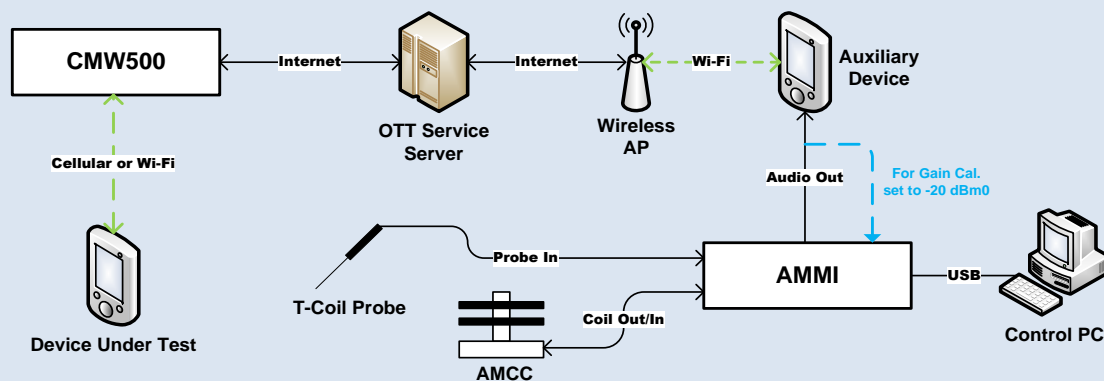 CMW500
Internet
OTT Service
Server
Internet
Wireless
AP
Wi-Fi
Auxiliary
Device
Cellular or Wi-Fi
Audio Out
For Gain Cal.
set to -20 dBm0
Device Under Test
T-Coil Probe
Probe In
AMCC
Coil Out/In
AMMI
USB
Control PC